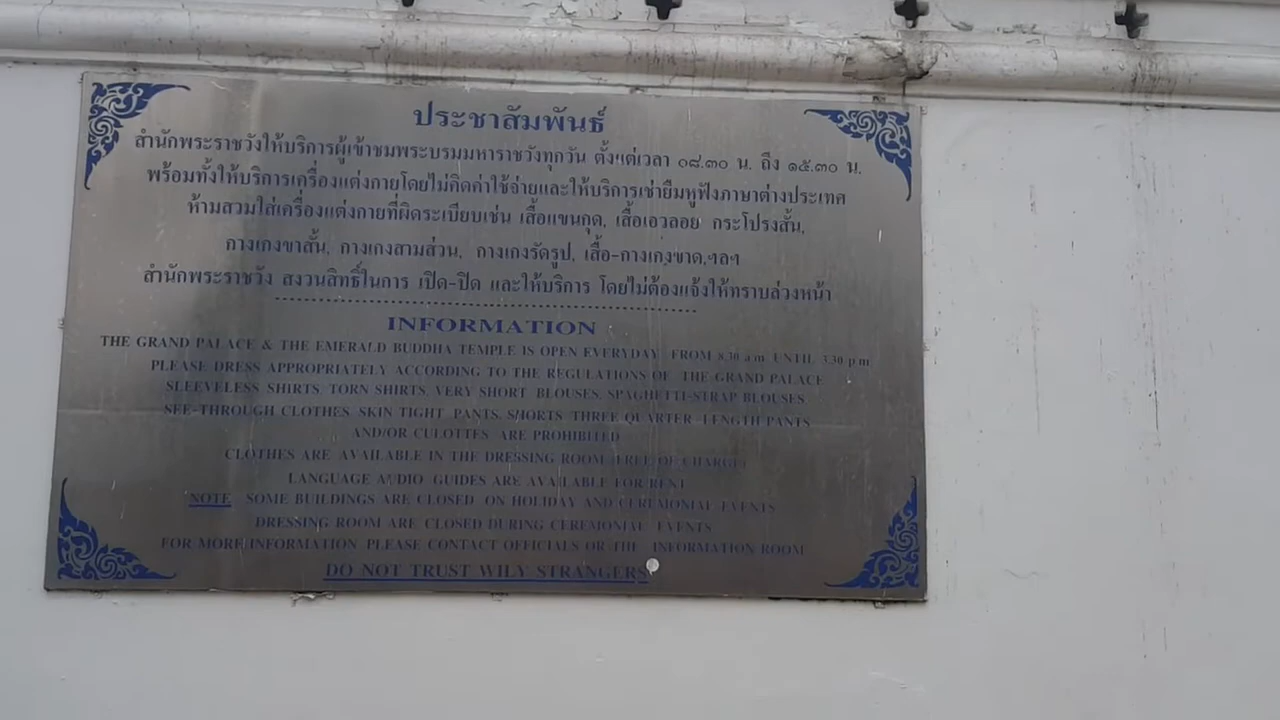 ประชาสัมพันธ์
สำนักพระราชวังให้บริการผู้เข้าชมพระบรมมหาราชวังทุกวัน ตั้งแต่เวลา ๐๘.๓๐ น. ถึง ๑๕.๓๐ น.
พร้อมทั้งให้บริการเครื่องแต่งกายโดยไม่คิดค่าใช้จ่ายและให้บริการเช่ายืมหูฟังภาษาต่างประเทศ
ห้ามสวมใส่เครื่องแต่งกายที่ผิดระเบียบเช่น เสื้อแขนกุด, เสื้อเอวลอย กระโปรงสั้น,
กางเกงขาสั้น, กางเกงสามส่วน, กางเกงรัดรูป, เสื้อ-กางเกงขาด,ฯลฯ
สำนักพระราชวัง สงวนสิทธิ์ในการ เปิด-ปิด และให้บริการ โดยไม่ต้องแจ้งให้ทราบล่วงหน้า
INFORMATION
THE GRAND PALACE & THE EMERALD BUDDHA TEMPLE IS OPEN EVERYDAY FROM 8.30 a.m. UNTIL 3.30 p.m
PLEASE DRESS APPROPRIATELY ACCORDING TO THE REGULATIONS OF THE GRAND PALACE
SLEEVELESS SHIRTS TORN SHIRTS, VERY SHORT BLOUSES, SPAGHETTI-STRAP BLOUSES
SEE-THROUGH CLOTHES SKIN TIGHT PANTS, SHORTS THREE QUARTER-LENGTH PANTS
AND/OR CULOTTES ARE PROHIBITED
CLOTHES ARE AVAILABLE IN THE DRESSING ROOM (FREE OF CHARGE)
LANGUAGE AUDIO GUIDES ARE AVAILABLE FOR RENT
NOTE SOME BUILDINGS ARE CLOSED ON HOLIDAY AND CEREMONIAL EVENTS
DRESSING ROOM ARE CLOSED DURING CEREMONIAL EVENTS
FOR MORE INFORMATION PLEASE CONTACT OFFICIALS OR THE INFORMATION ROOM
DO NOT TRUST WILY STRANGERS